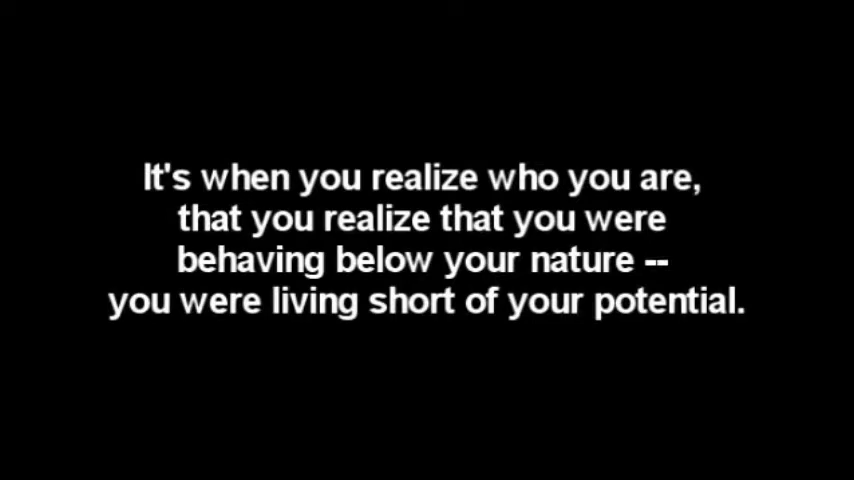 It's when you realize who you are,
that you realize that you were
behaving below your nature --
you were living short of your potential.